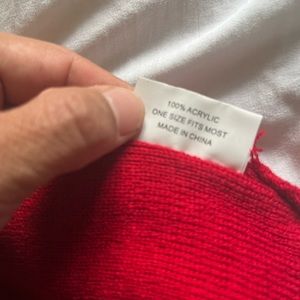 100% ACRYLIC
ONE SIZE FITS MOST
MADE IN CHINA